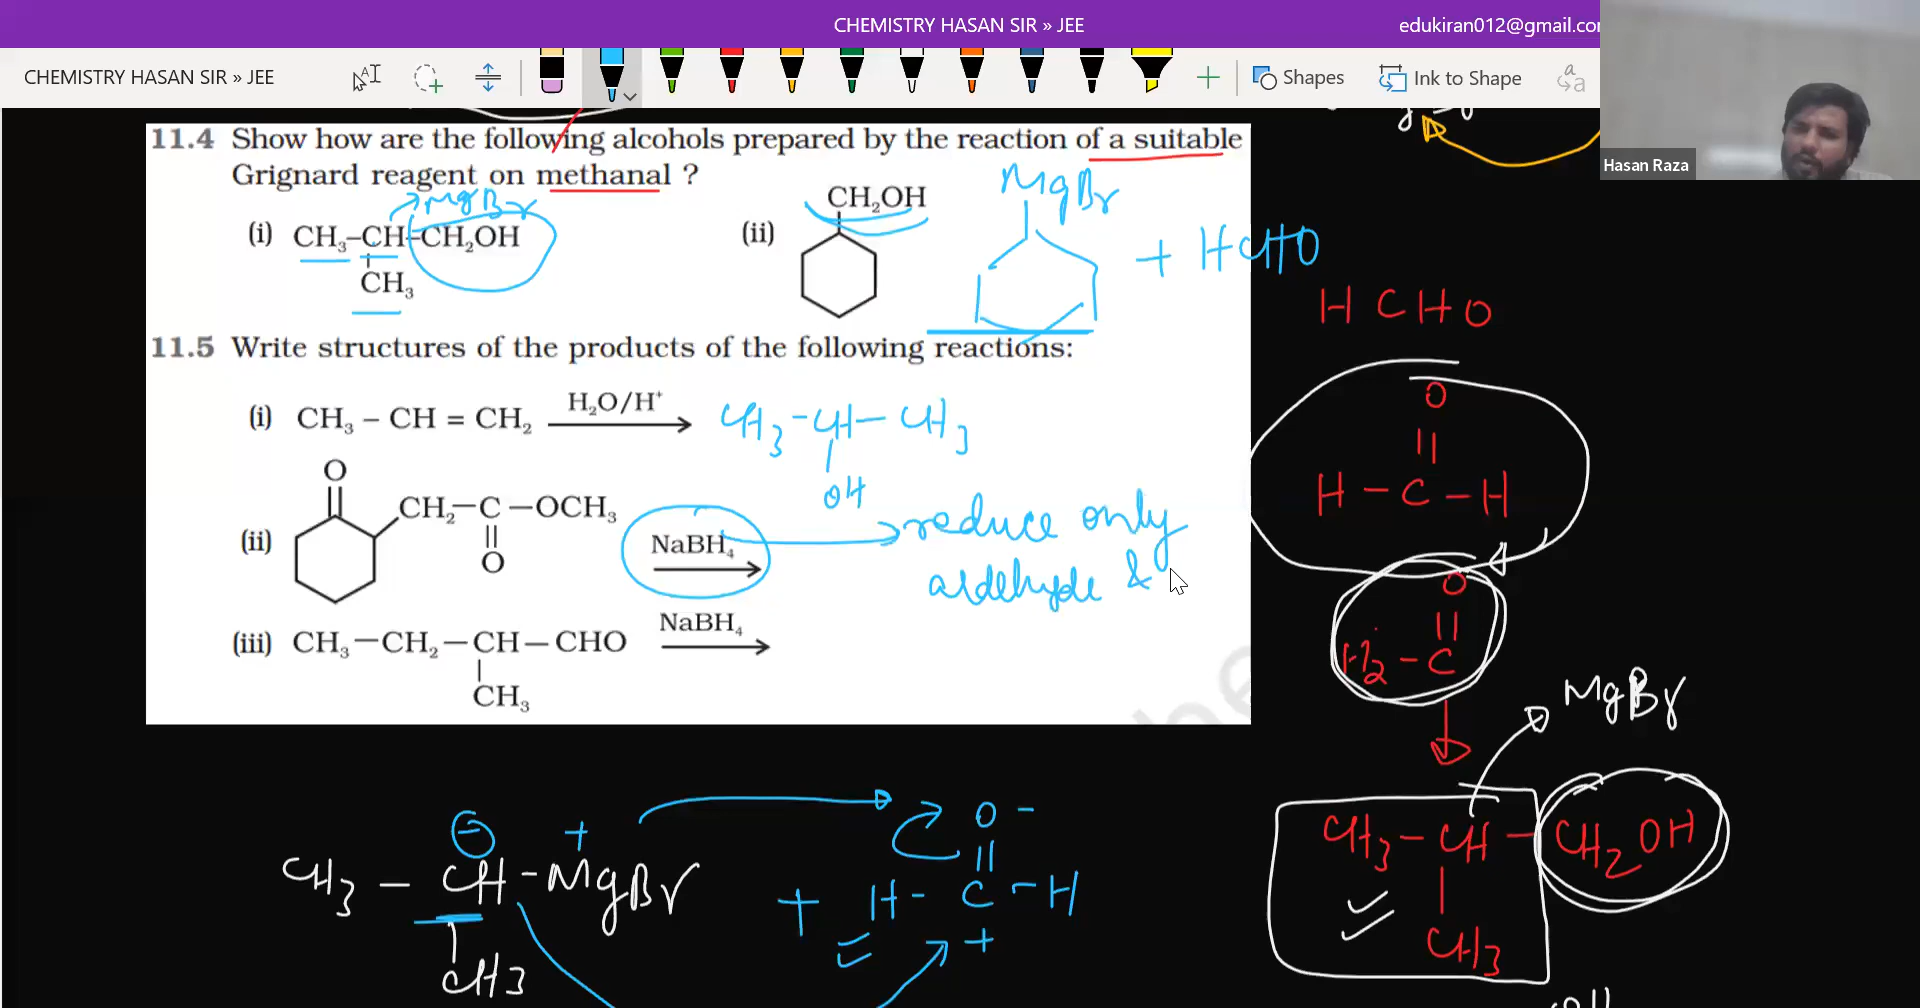 CHEMISTRY HASAN SIR » JEE
edukiran012@gmail.co
CHEMISTRY HASAN SIR » JEE
Shapes
Ink to Shape
Hasan Raza
11.4 Show how are the following alcohols prepared by the reaction of a suitable
Grignard reagent on methanal ?
MgBr
(i) CH₃–CH–CH₂OH
CH₃
(ii) CH₂OH
MgBr
+ HCHO
HCHO
11.5 Write structures of the products of the following reactions:
(i) CH₃ – CH = CH₂
H₂O/H⁺
CH₃ – CH – CH₃
OH
O
(ii) CH₂–C–OCH₃
O
NaBH₄
reduce only
aldehyde &
(iii) CH₃–CH₂–CH–CHO
CH₃
NaBH₄
O
H – C – H
O
H₂ – C
MgBr
CH₃ – CH – CH₂OH
CH₃
⊖ +
CH₃ – CH – MgBr
CH₃
O –
+ H – C – H
+